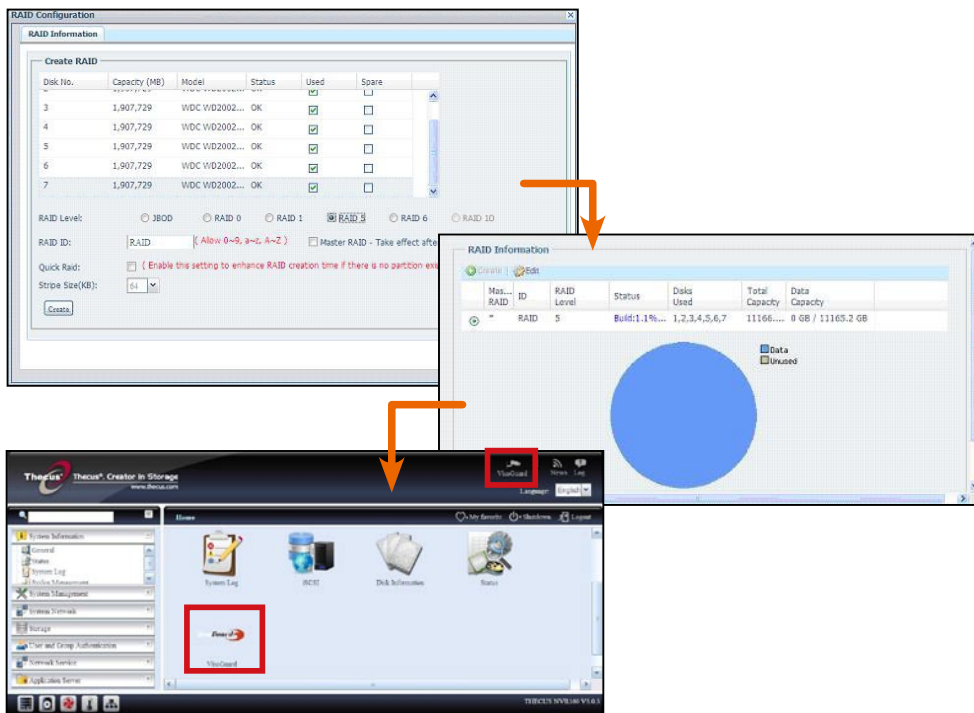 RAID Configuration
RAID Information
Create RAID
Disk No. Capacity (MB) Model Status Used Spare
3 1,907,729 WDC WD2002... OK
4 1,907,729 WDC WD2002... OK
5 1,907,729 WDC WD2002... OK
6 1,907,729 WDC WD2002... OK
7 1,907,729 WDC WD2002... OK
RAID Level: JBOD RAID 0 RAID 1 RAID 5 RAID 6 RAID 10
RAID ID: RAID ( Allow 0~9, a~z, A~Z ) Master RAID - Take effect afte
Quick Raid: ( Enable this setting to enhance RAID creation time if there is no partition exi
Stripe Size(KB): 64
Create
RAID Information
Create Edit
Mas... RAID ID RAID Level Status Disks Used Total Capacity Data Capacity
* RAID 5 Build:1.1%... 1,2,3,4,5,6,7 11166.... 0 GB / 11165.2 GB
Data
Unused
Thecus Thecus®, Creator in Storage
www.thecus.com
VisoGuard News Log
Language: English
Home My favorite Shutdown Logout
System Information
General
Status
System Log
System Management
System Network
Storage
User and Group Authentication
Network Service
Application Server
System Log iSCSI Disk Information Status
VisoGuard